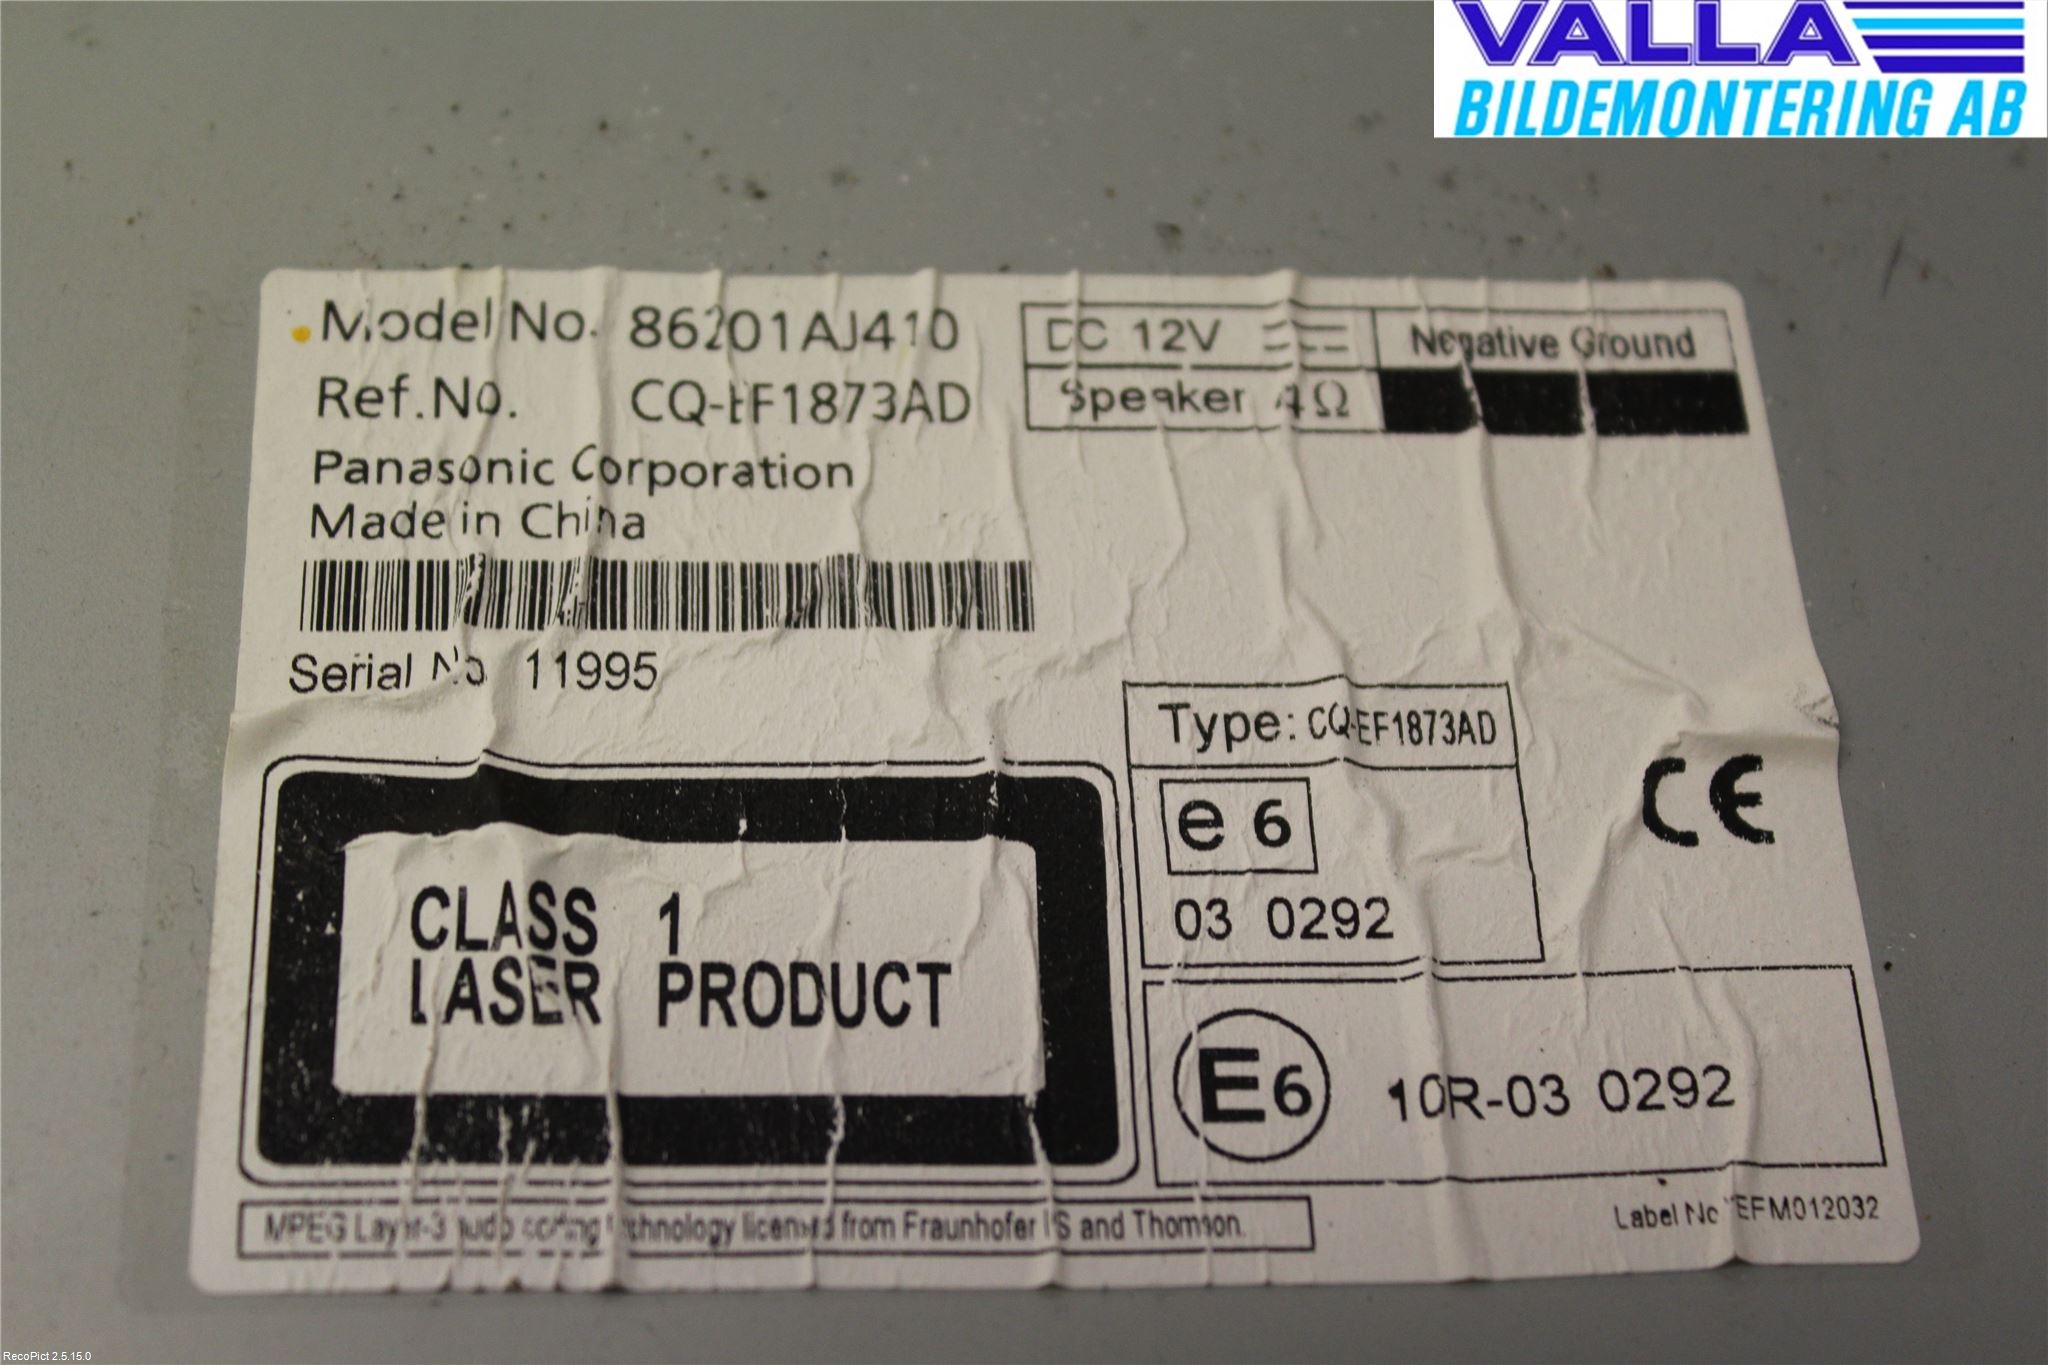 VALLA
BILDEMONTERING AB
Model No. 86201AJ410
Ref.No. CQ-EF1873AD
Panasonic Corporation
Made in China
DC 12V
Negative Ground
Speaker 4Ω
Serial No. 11995
Type: CQ-EF1873AD
e 6
03 0292
CE
CLASS 1
LASER PRODUCT
E6 10R-03 0292
MPEG Layer-3 audio coding technology licensed from Fraunhofer IIS and Thomson.
Label No EFM012032
RecoPict 2.5.15.0